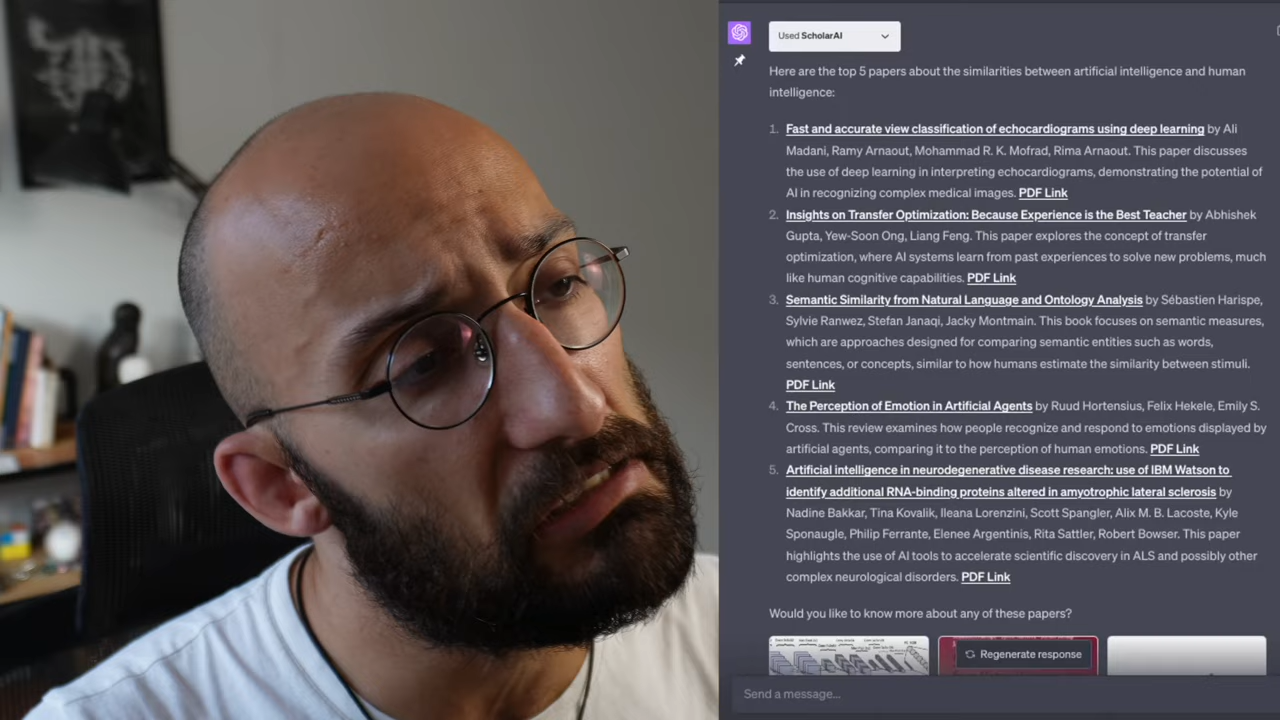 Used ScholarAI
Here are the top 5 papers about the similarities between artificial intelligence and human
intelligence:
1. Fast and accurate view classification of echocardiograms using deep learning by Ali
Madani, Ramy Arnaout, Mohammad R. K. Mofrad, Rima Arnaout. This paper discusses
the use of deep learning in interpreting echocardiograms, demonstrating the potential of
AI in recognizing complex medical images. PDF Link
2. Insights on Transfer Optimization: Because Experience is the Best Teacher by Abhishek
Gupta, Yew-Soon Ong, Liang Feng. This paper explores the concept of transfer
optimization, where AI systems learn from past experiences to solve new problems, much
like human cognitive capabilities. PDF Link
3. Semantic Similarity from Natural Language and Ontology Analysis by Sébastien Harispe,
Sylvie Ranwez, Stefan Janaqi, Jacky Montmain. This book focuses on semantic measures,
which are approaches designed for comparing semantic entities such as words,
sentences, or concepts, similar to how humans estimate the similarity between stimuli.
PDF Link
4. The Perception of Emotion in Artificial Agents by Ruud Hortensius, Felix Hekele, Emily S.
Cross. This review examines how people recognize and respond to emotions displayed by
artificial agents, comparing it to the perception of human emotions. PDF Link
5. Artificial intelligence in neurodegenerative disease research: use of IBM Watson to
identify additional RNA-binding proteins altered in amyotrophic lateral sclerosis by
Nadine Bakkar, Tina Kovalik, Ileana Lorenzini, Scott Spangler, Alix M. B. Lacoste, Kyle
Sponaugle, Philip Ferrante, Elenee Argentinis, Rita Sattler, Robert Bowser. This paper
highlights the use of AI tools to accelerate scientific discovery in ALS and possibly other
complex neurological disorders. PDF Link
Would you like to know more about any of these papers?
Regenerate response
Send a message...